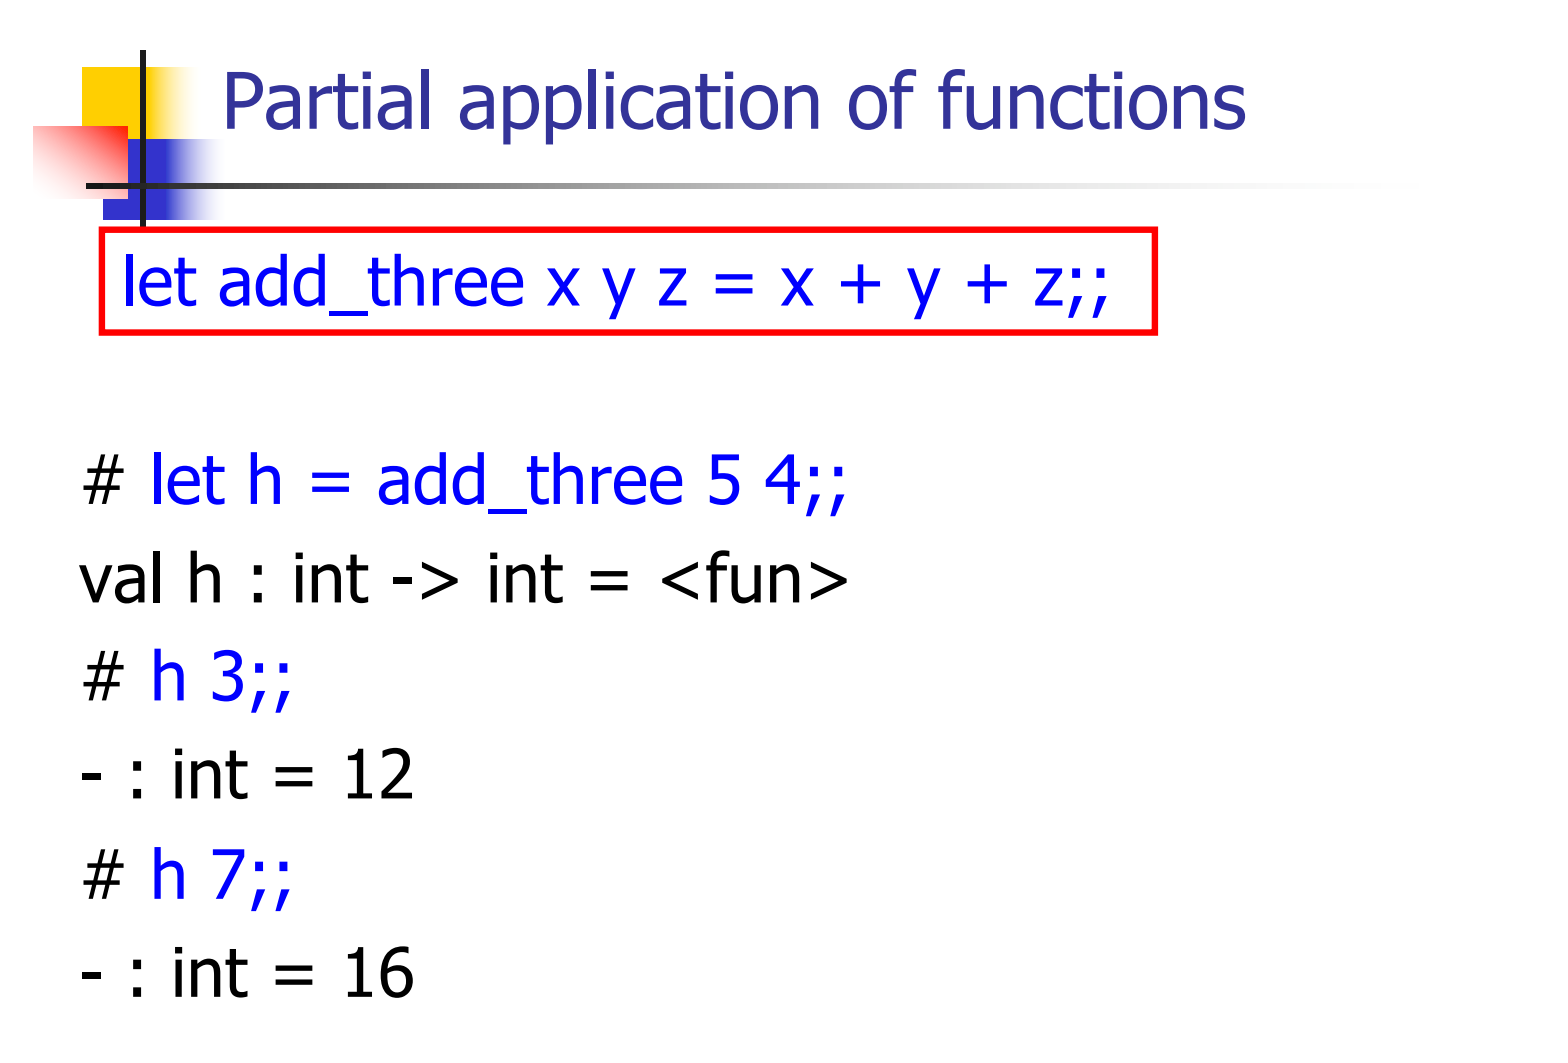 Partial application of functions
let add_three x y z = x + y + z;;
# let h = add_three 5 4;;
val h : int -> int = <fun>
# h 3;;
- : int = 12
# h 7;;
- : int = 16